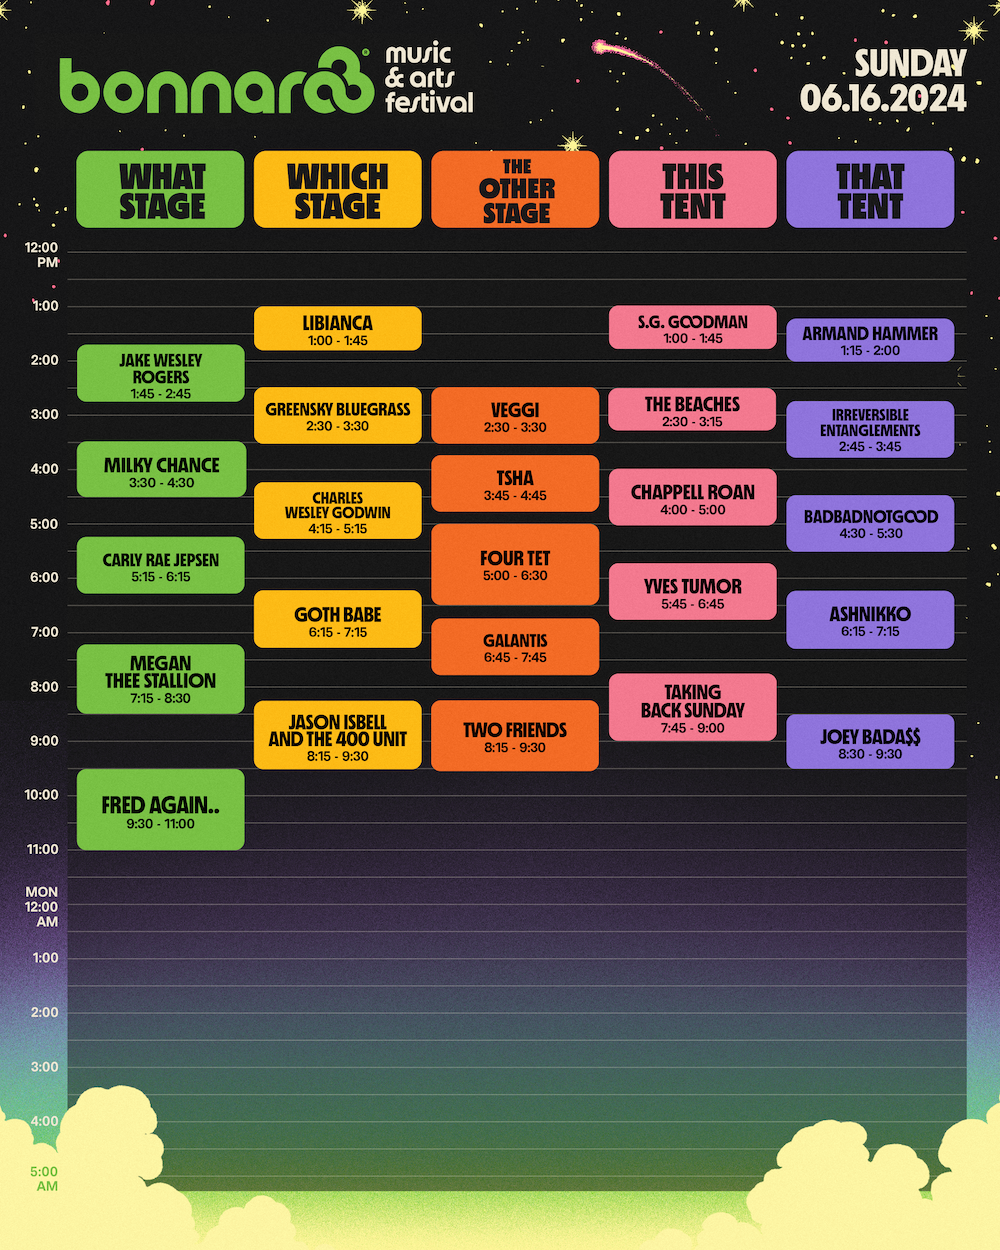 bonnaroo®
music
& arts
festival
SUNDAY
06.16.2024
WHAT
STAGE
WHICH
STAGE
THE
OTHER
STAGE
THIS
TENT
THAT
TENT
12:00
PM
1:00
2:00
3:00
4:00
5:00
6:00
7:00
8:00
9:00
10:00
11:00
MON
12:00
AM
1:00
2:00
3:00
4:00
5:00
AM
JAKE WESLEY
ROGERS
1:45 - 2:45
MILKY CHANCE
3:30 - 4:30
CARLY RAE JEPSEN
5:15 - 6:15
MEGAN
THEE STALLION
7:15 - 8:30
FRED AGAIN..
9:30 - 11:00
LIBIANCA
1:00 - 1:45
GREENSKY BLUEGRASS
2:30 - 3:30
CHARLES
WESLEY GODWIN
4:15 - 5:15
GOTH BABE
6:15 - 7:15
JASON ISBELL
AND THE 400 UNIT
8:15 - 9:30
VEGGI
2:30 - 3:30
TSHA
3:45 - 4:45
FOUR TET
5:00 - 6:30
GALANTIS
6:45 - 7:45
TWO FRIENDS
8:15 - 9:30
S.G. GOODMAN
1:00 - 1:45
THE BEACHES
2:30 - 3:15
CHAPPELL ROAN
4:00 - 5:00
YVES TUMOR
5:45 - 6:45
TAKING
BACK SUNDAY
7:45 - 9:00
ARMAND HAMMER
1:15 - 2:00
IRREVERSIBLE
ENTANGLEMENTS
2:45 - 3:45
BADBADNOTGOOD
4:30 - 5:30
ASHNIKKO
6:15 - 7:15
JOEY BADA$$
8:30 - 9:30